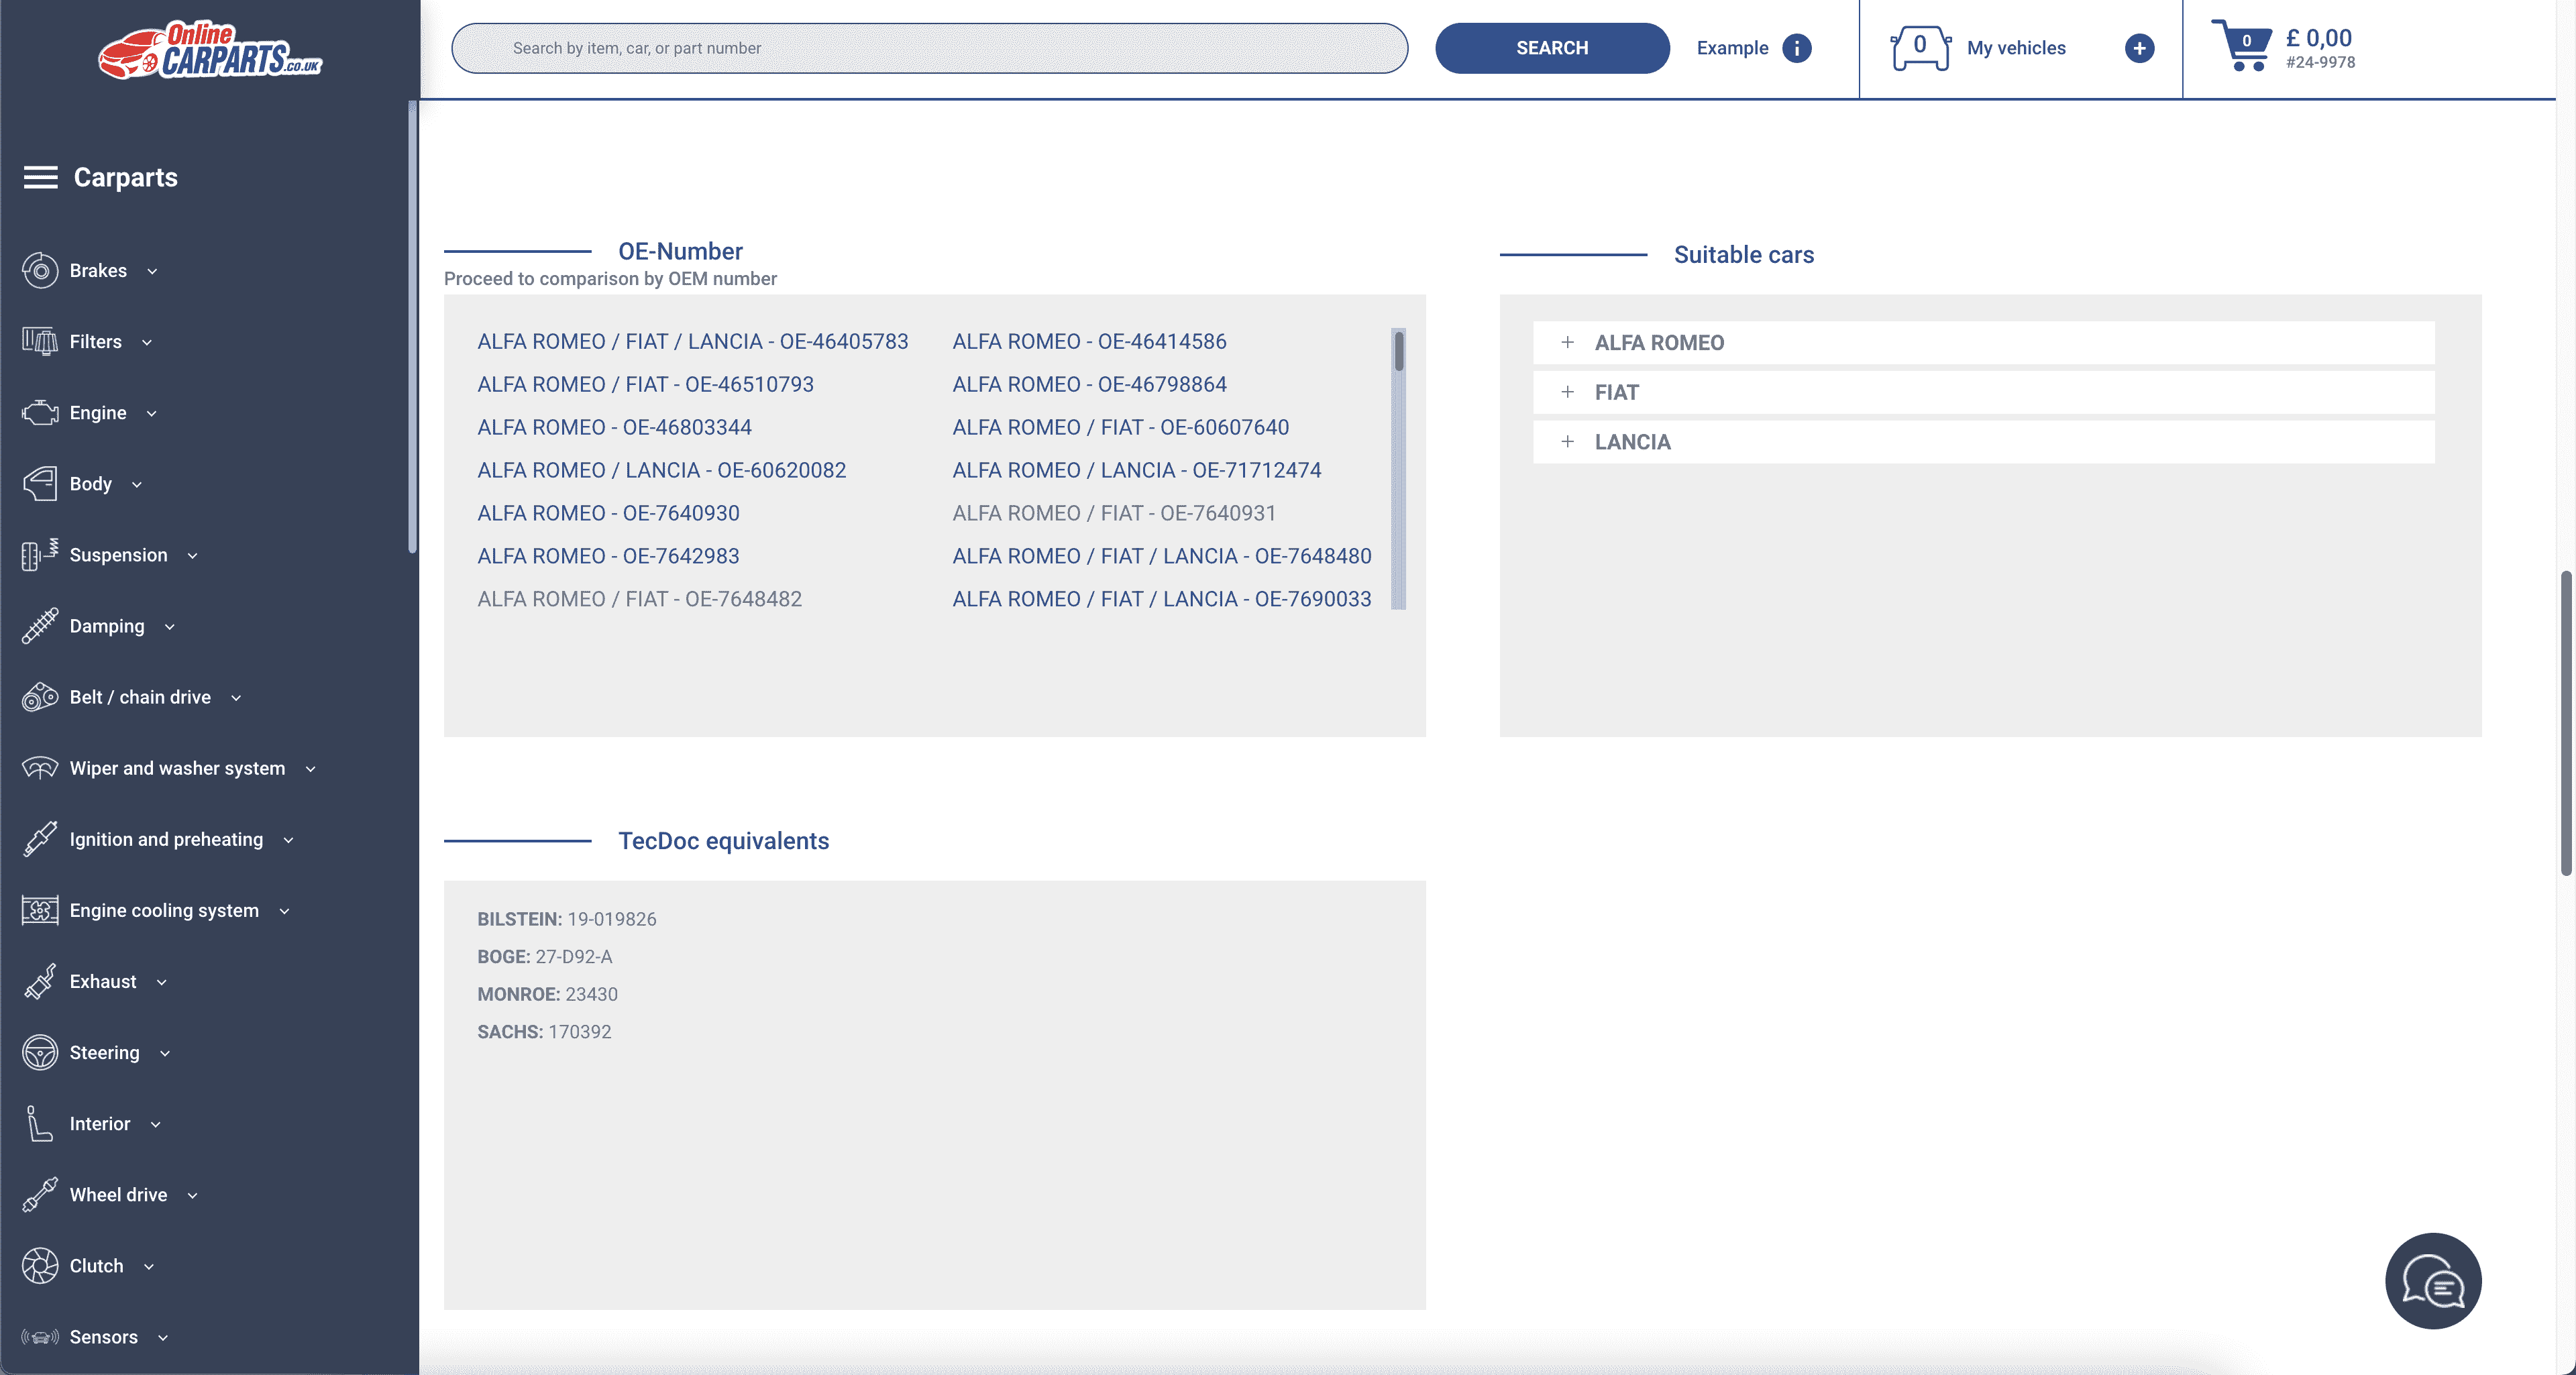 Online
CARPARTS.CO.UK
Search by item, car, or part number
SEARCH
Example
i
0
My vehicles
+
0
£ 0,00
#24-9978
Carparts
Brakes
Filters
Engine
Body
Suspension
Damping
Belt / chain drive
Wiper and washer system
Ignition and preheating
Engine cooling system
Exhaust
Steering
Interior
Wheel drive
Clutch
Sensors
OE-Number
Proceed to comparison by OEM number
ALFA ROMEO / FIAT / LANCIA - OE-46405783
ALFA ROMEO - OE-46414586
ALFA ROMEO / FIAT - OE-46510793
ALFA ROMEO - OE-46798864
ALFA ROMEO - OE-46803344
ALFA ROMEO / FIAT - OE-60607640
ALFA ROMEO / LANCIA - OE-60620082
ALFA ROMEO / LANCIA - OE-71712474
ALFA ROMEO - OE-7640930
ALFA ROMEO / FIAT - OE-7640931
ALFA ROMEO - OE-7642983
ALFA ROMEO / FIAT / LANCIA - OE-7648480
ALFA ROMEO / FIAT - OE-7648482
ALFA ROMEO / FIAT / LANCIA - OE-7690033
Suitable cars
+ ALFA ROMEO
+ FIAT
+ LANCIA
TecDoc equivalents
BILSTEIN: 19-019826
BOGE: 27-D92-A
MONROE: 23430
SACHS: 170392